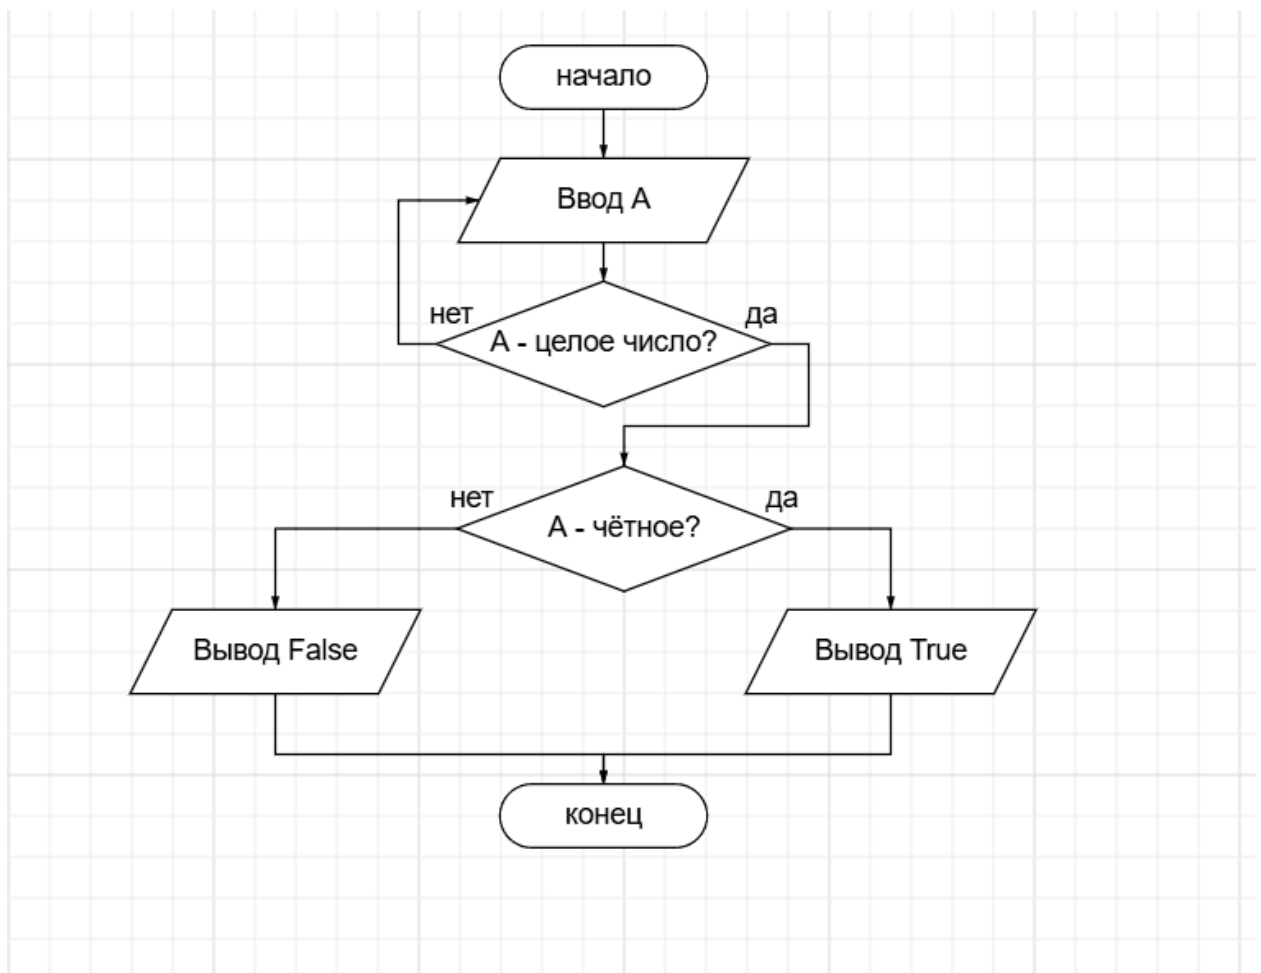 начало
Ввод А
нет
да
А - целое число?
нет
да
А - чётное?
Вывод False
Вывод True
конец